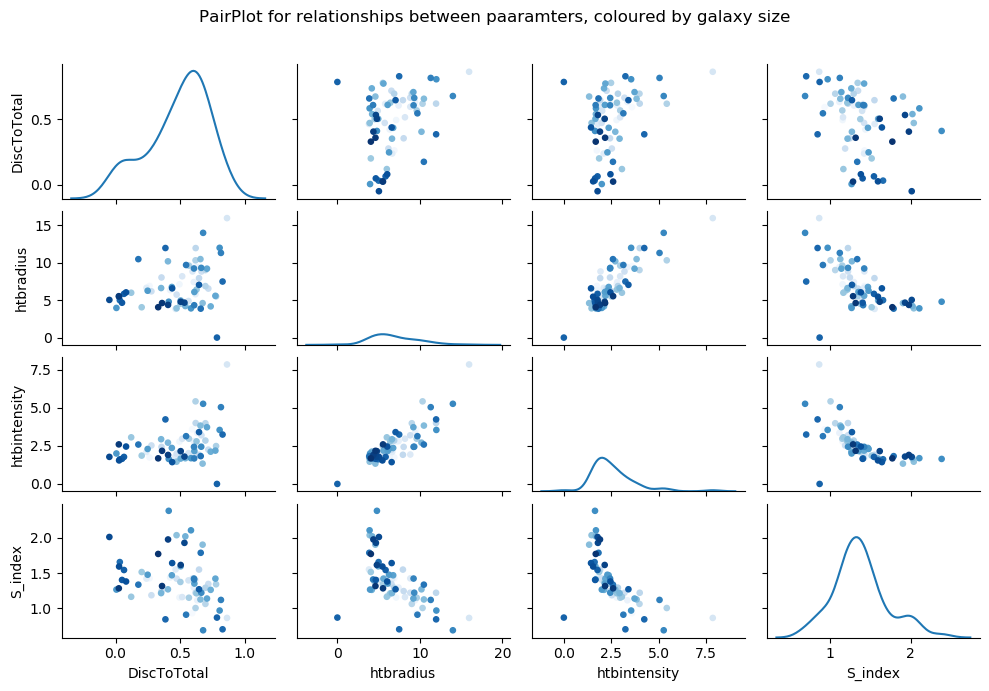 PairPlot for relationships between paaramters, coloured by galaxy size
DiscToTotal
0.5
0.0
htbradius
15
10
5
0
htbintensity
7.5
5.0
2.5
0.0
S_index
2.0
1.5
1.0
0.0 0.5 1.0
DiscToTotal
0 10 20
htbradius
0.0 2.5 5.0 7.5
htbintensity
1 2
S_index